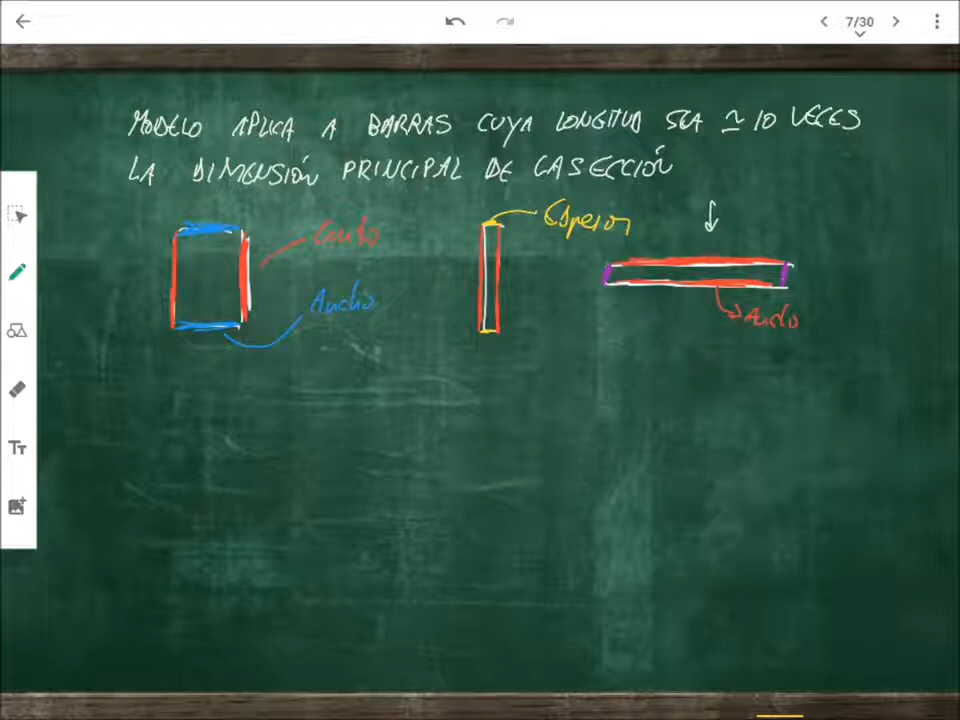 7/30
MODELO APLICA A BARRAS CUYA LONGITUD SEA ≃ 10 VECES
LA DIMENSIÓN PRINCIPAL DE LA SECCIÓN
Espesor
Canto
Ancho
Ancho
TT